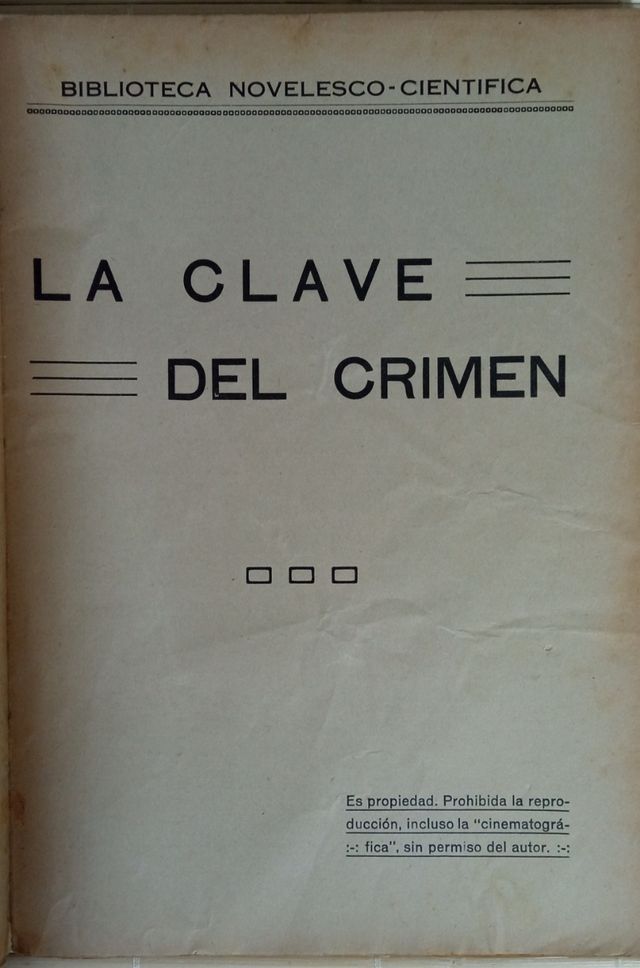 BIBLIOTECA NOVELESCO-CIENTIFICA
LA CLAVE
DEL CRIMEN
Es propiedad. Prohibida la repro-
ducción, incluso la "cinematográ-
:-: fica", sin permiso del autor. :-: